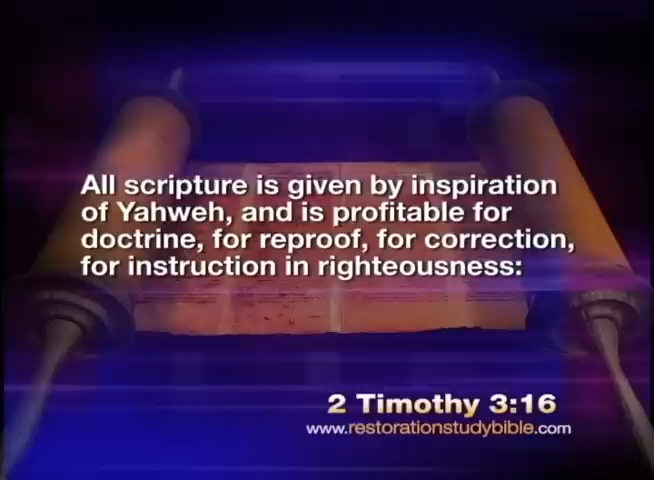 All scripture is given by inspiration
of Yahweh, and is profitable for
doctrine, for reproof, for correction,
for instruction in righteousness:
2 Timothy 3:16
www.restorationstudybible.com